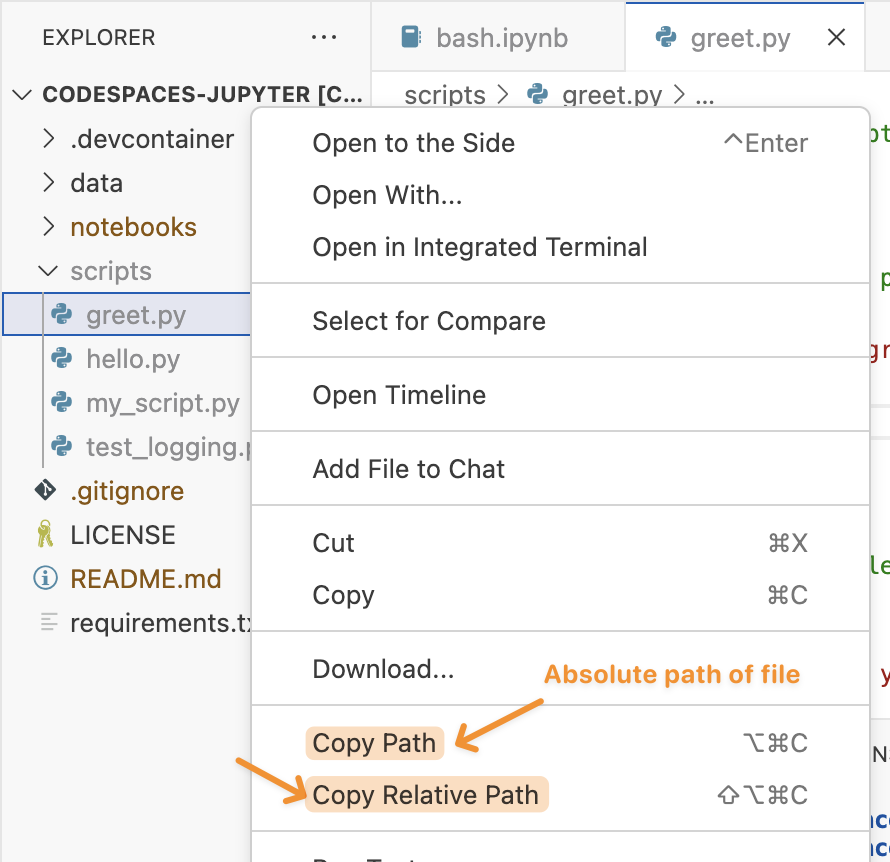 EXPLORER ...
bash.ipynb
greet.py
CODESPACES-JUPYTER [C...
scripts > greet.py > ...
.devcontainer
data
notebooks
scripts
greet.py
hello.py
my_script.py
test_logging.
.gitignore
LICENSE
README.md
requirements.t
Open to the Side ^Enter
Open With...
Open in Integrated Terminal
Select for Compare
Open Timeline
Add File to Chat
Cut ⌘X
Copy ⌘C
Download...
Absolute path of file
Copy Path ⌥⌘C
Copy Relative Path ⇧⌥⌘C